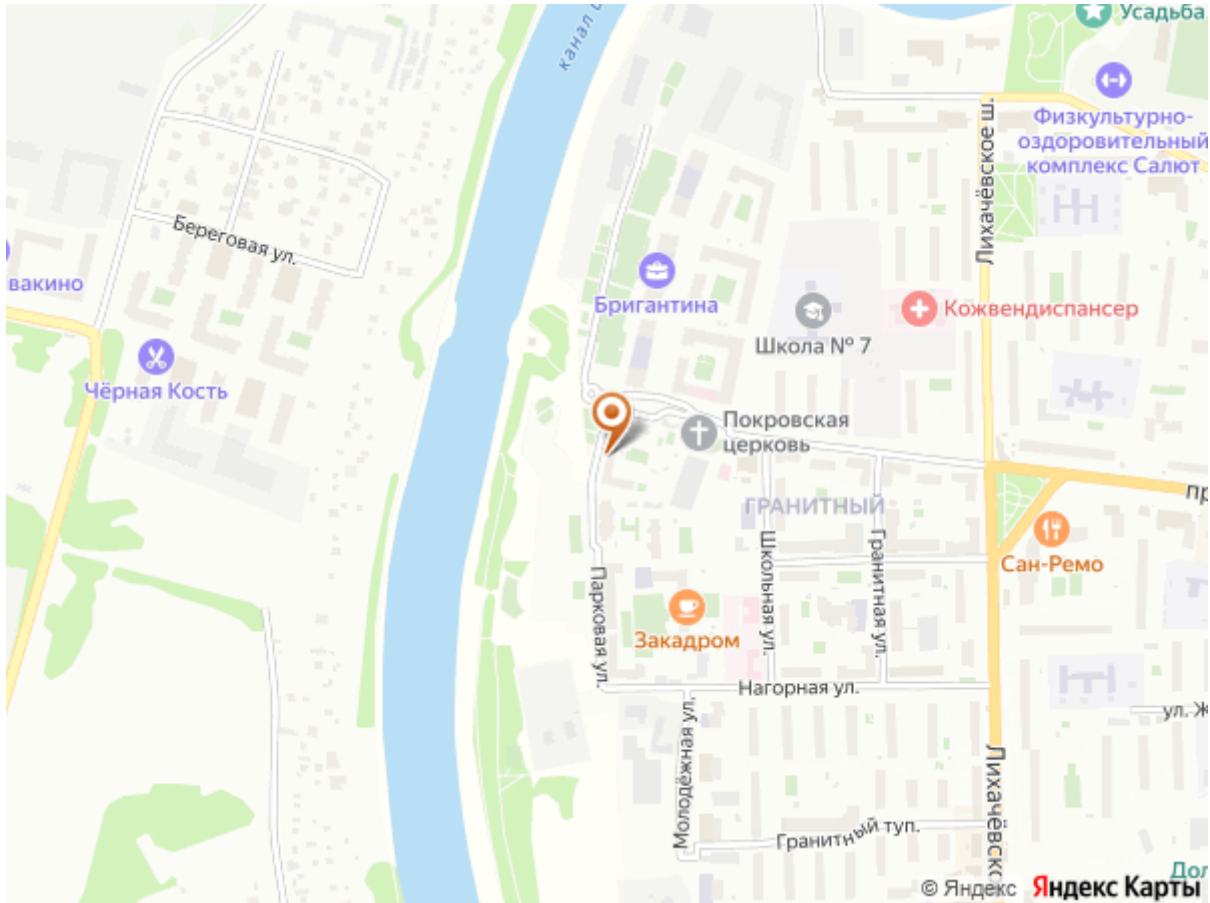 Усадьба
канал и
Физкультурно-
оздоровительный
комплекс Салют
Лихачёвское ш.
Береговая ул.
вакино
Бригантина
Кожвендиспансер
Школа № 7
Чёрная Кость
Покровская
церковь
пр
ГРАНИТНЫЙ
Школьная ул.
Гранитная ул.
Сан-Ремо
Парковая ул.
Закадром
Нагорная ул.
ул. Ж
Молодёжная ул.
Лихачёвско
Гранитный туп.
Дол
© Яндекс Яндекс Карты